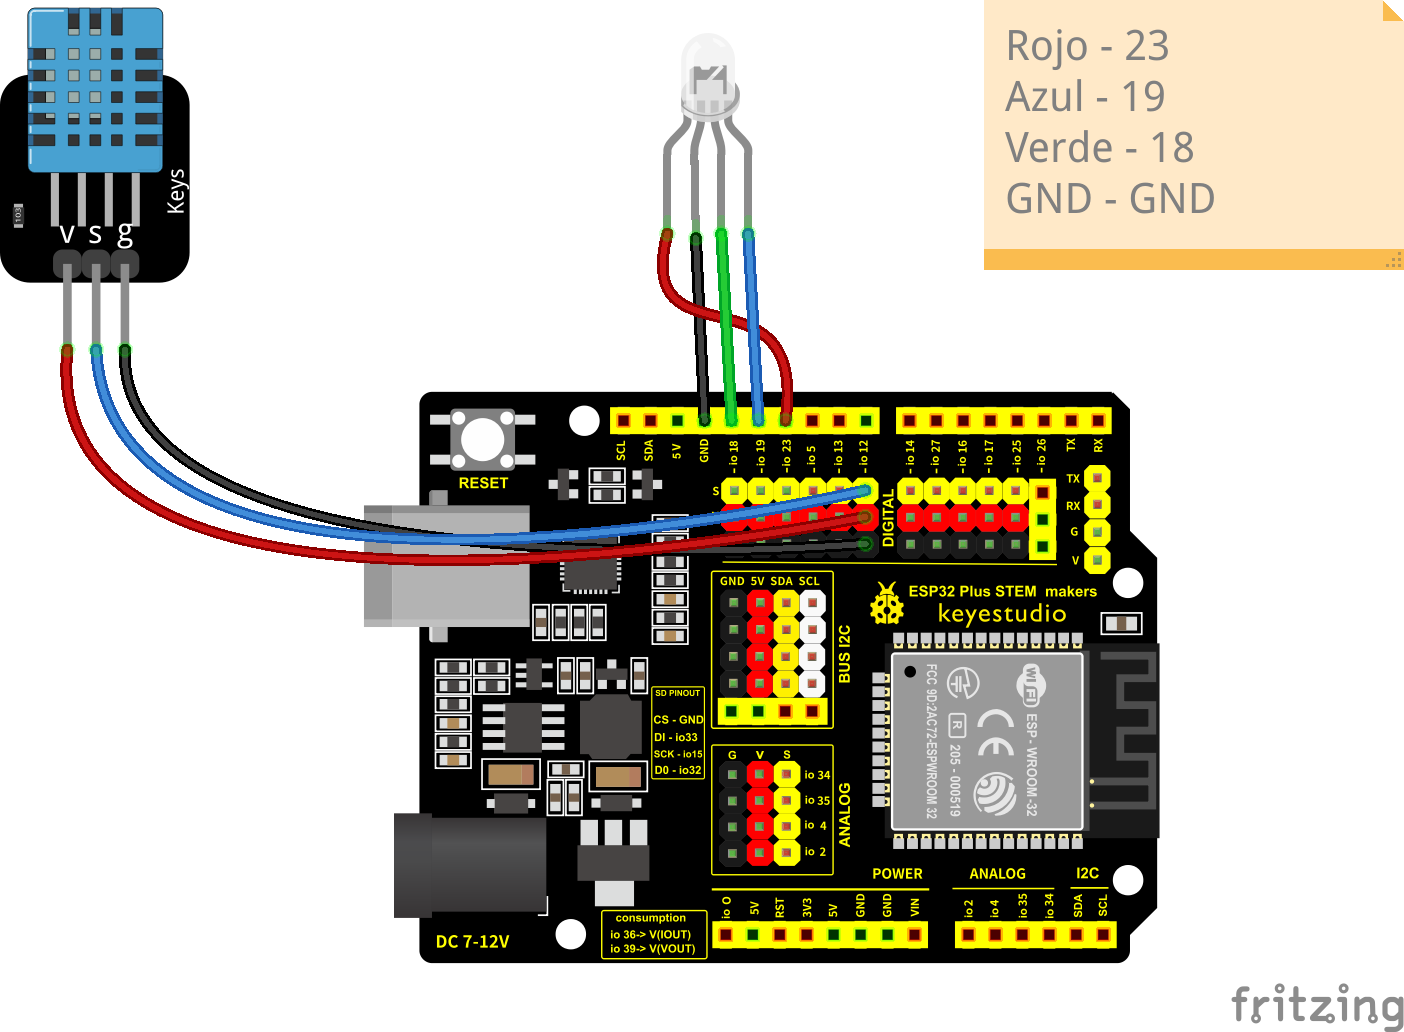 Rojo - 23
Azul - 19
Verde - 18
GND - GND
Keys
103
v s g
RESET
SCL
SDA
5V
GND
io 18
io 19
io 23
io 5
io 13
io 12
io 14
io 27
io 16
io 17
io 25
io 26
TX
RX
S
DIGITAL
TX
RX
G
V
GND 5V SDA SCL
BUS I2C
ESP32 Plus STEM makers
keyestudio
SD PINOUT
CS - GND
DI - io33
SCK - io15
D0 - io32
G V S
io 34
io 35
io 4
io 2
ANALOG
FCC 9D:2AC72-ESPWROOM 32
R
205 - 000519
CE
Wi Fi
ESP - WROOM -32
POWER
ANALOG
I2C
io 0
5V
RST
3V3
5V
GND
GND
VIN
io 2
io 4
io 35
io 34
SDA
SCL
consumption
io 36-> V(IOUT)
io 39-> V(VOUT)
DC 7-12V
fritzing